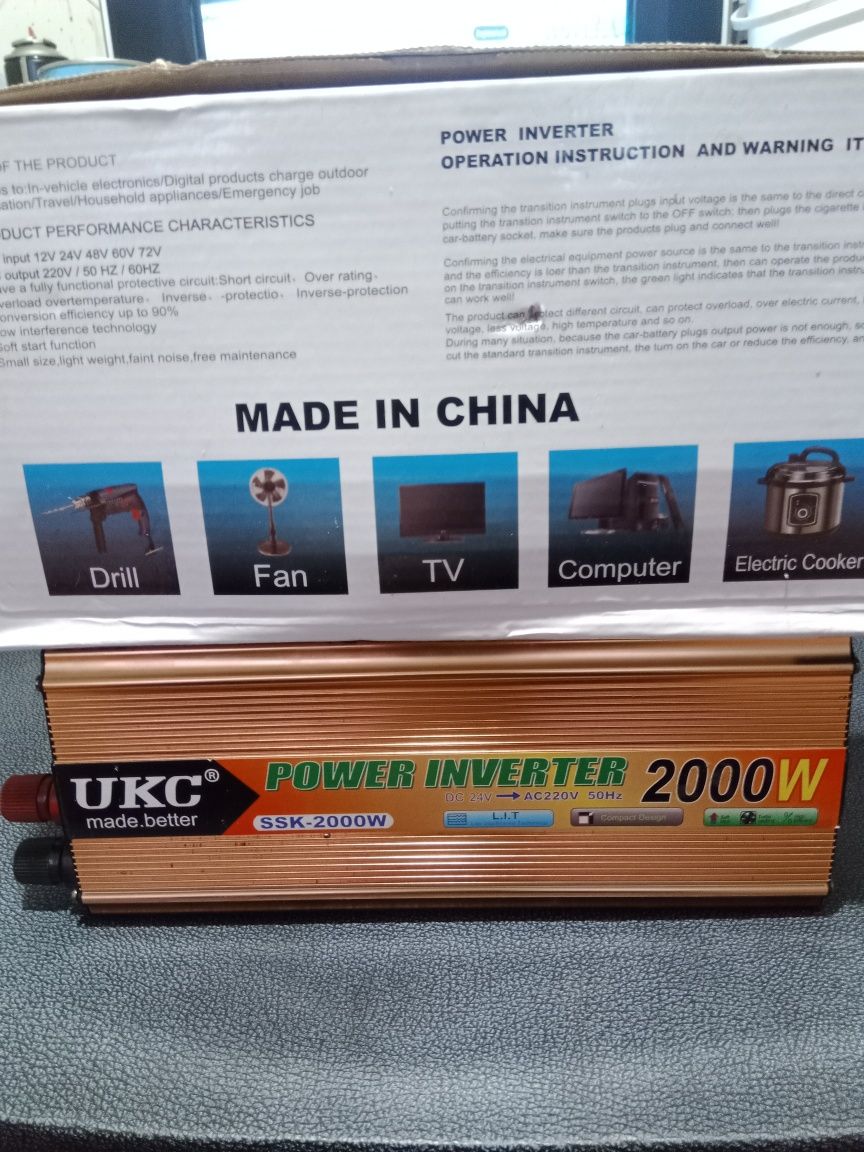 OF THE PRODUCT
s to:In-vehicle electronics/Digital products charge outdoor
ation/Travel/Household appliances/Emergency job
DUCT PERFORMANCE CHARACTERISTICS
input 12V 24V 48V 60V 72V
output 220V / 50 HZ / 60HZ
ve a fully functional protective circuit:Short circuit、Over rating、
verload overtemperature、Inverse、-protectio、Inverse-protection
onversion efficiency up to 90%
ow interference technology
Soft start function
Small size,light weight,faint noise,free maintenance
POWER INVERTER
OPERATION INSTRUCTION AND WARNING IT
Confirming the transition instrument plugs input voltage is the same to the direct
putting the transtion instrument switch to the OFF switch; then plugs the cigarette
car-battery socket, make sure the products plug and connect well!
Confirming the electrical equipment power source is the same to the transition inst
and the efficiency is loer than the transition instrument, then can operate the produ
on the transition instrument switch, the green light indicates that the transition instru
can work well!
The product can protect different circuit, can protect overload, over electric current,
voltage, less voltage, high temperature and so on.
During many situation, because the car-battery plugs output power is not enough, so
cut the standard transition instrument, the turn on the car or reduce the efficiency, an
MADE IN CHINA
Drill
Fan
TV
Computer
Electric Cooker
UKC®
made.better
POWER INVERTER
DC 24V → AC220V 50Hz
2000W
SSK-2000W
L.I.T
Compact Design